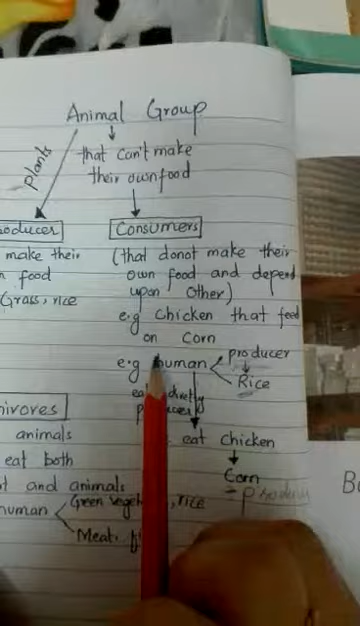 Animal Group
plants
that can't make
their own food
oducer
make their
n food
Grass, rice
Consumers
(that donot make their
own food and depend
upon Other)
e.g Chicken that feed
on Corn
e.g human
producer
Rice
directly
eat Chicken
Corn
nivores
animals
eat both
t and animals
human
Green , rice
Meat